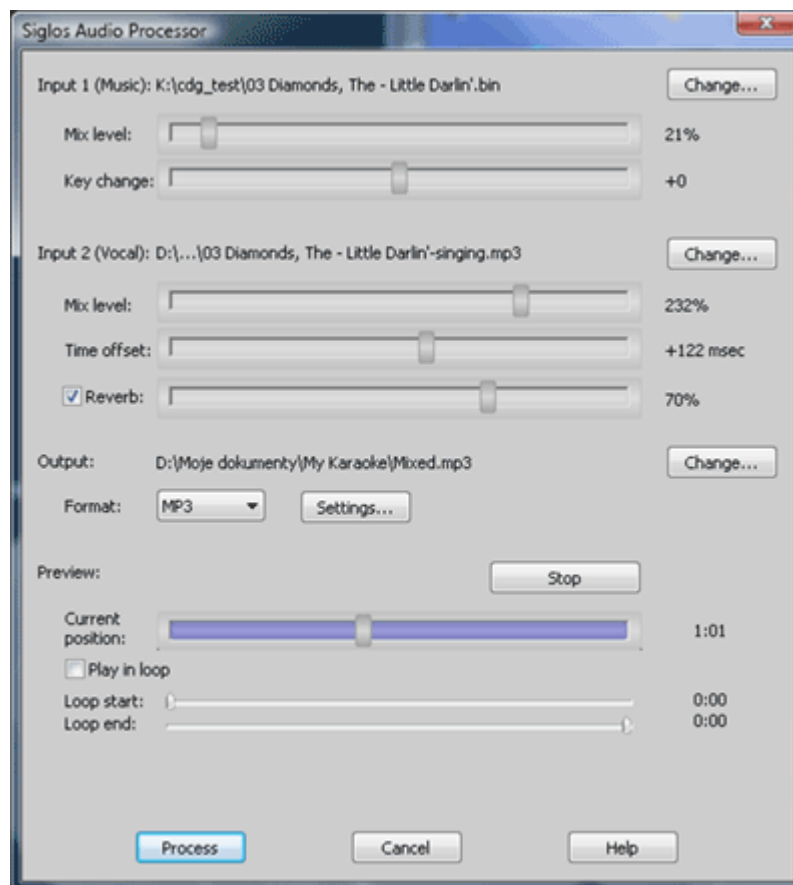 Siglos Audio Processor
Input 1 (Music): K:\cdg_test\03 Diamonds, The - Little Darlin'.bin Change...
Mix level: 21%
Key change: +0
Input 2 (Vocal): D:\...\03 Diamonds, The - Little Darlin'-singing.mp3 Change...
Mix level: 232%
Time offset: +122 msec
Reverb: 70%
Output: D:\Moje dokumenty\My Karaoke\Mixed.mp3 Change...
Format: MP3 Settings...
Preview: Stop
Current
position: 1:01
Play in loop
Loop start: 0:00
Loop end: 0:00
Process Cancel Help